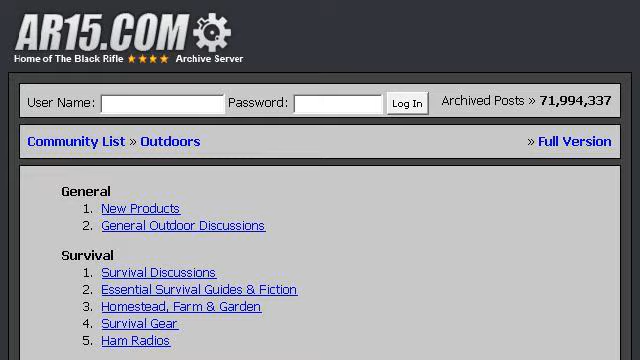 AR15.COM
Home of The Black Rifle ★★★★ Archive Server
User Name: Password: Log In Archived Posts » 71,994,337
Community List » Outdoors » Full Version
General
1. New Products
2. General Outdoor Discussions
Survival
1. Survival Discussions
2. Essential Survival Guides & Fiction
3. Homestead, Farm & Garden
4. Survival Gear
5. Ham Radios